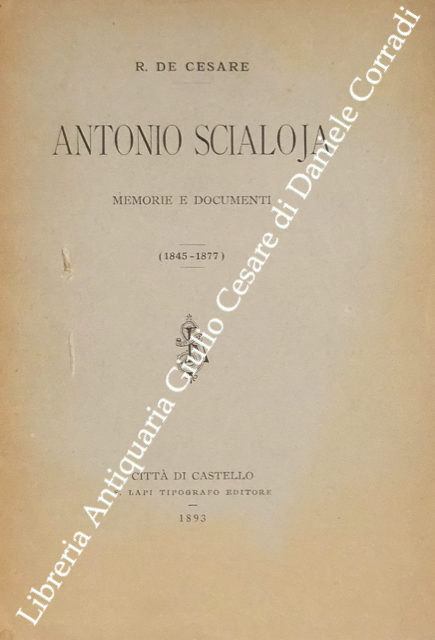 R. DE CESARE
ANTONIO SCIALOJA
MEMORIE E DOCUMENTI
(1845-1877)
CITTÀ DI CASTELLO
LAPI TIPOGRAFO EDITORE
1893
Libreria Antiquaria Giulio Cesare di Daniele Corradi